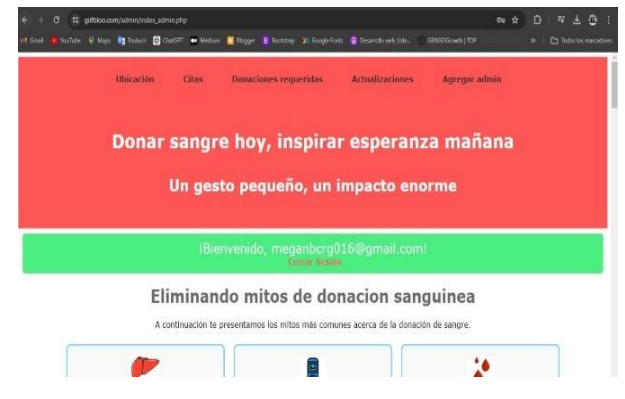 giftbloo.com/admin/index_admin.php
Gmail YouTube Maps Traducir ChatGPT Medium Blogger Bootstrap Google Fonts Desarrollo web, Side... GENGOGrowth | TOP Todos los marcadores
Ubicación Citas Donaciones requeridas Actualizaciones Agregar admin
Donar sangre hoy, inspirar esperanza mañana
Un gesto pequeño, un impacto enorme
¡Bienvenido, meganbcrg016@gmail.com!
Cerrar Sesión
Eliminando mitos de donacion sanguinea
A continuación te presentamos los mitos más comunes acerca de la donación de sangre.